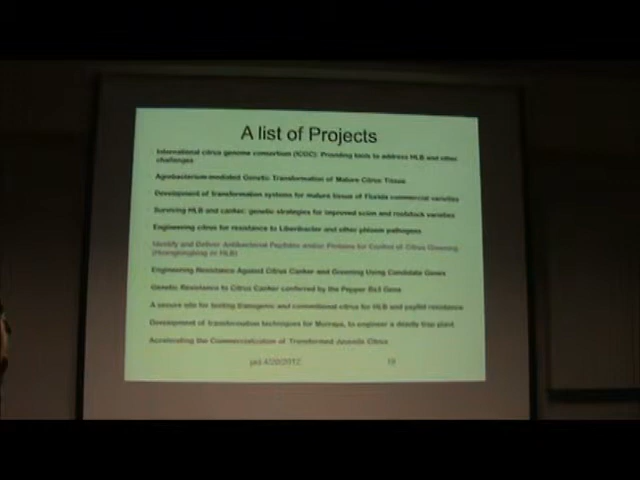 A list of Projects
International citrus genome consortium (ICGC): Providing tools to address HLB and other
challenges
Agrobacterium-mediated Genetic Transformation of Mature Citrus Tissue
Development of transformation systems for mature tissue of Florida commercial varieties
Surviving HLB and canker: genetic strategies for improved scion and rootstock varieties
Engineering citrus for resistance to Liberibacter and other phloem pathogens
Identify and Deliver Antibacterial Peptides and/or Proteins for Control of Citrus Greening
(Huanglongbing or HLB)
Engineering Resistance Against Citrus Canker and Greening Using Candidate Genes
Genetic Resistance to Citrus Canker conferred by the Pepper Bs3 Gene
A secure site for testing transgenic and conventional citrus for HLB and psyllid resistance
Development of transformation techniques for Murraya, to engineer a deadly trap plant
Accelerating the Commercialization of Transformed Juvenile Citrus
4/20/2012